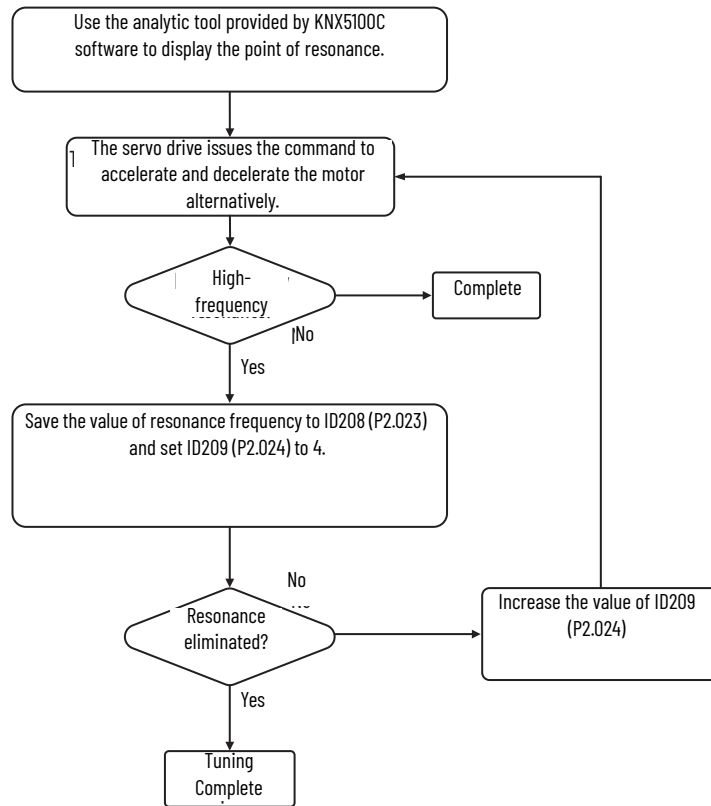 Use the analytic tool provided by KNX5100C
software to display the point of resonance.
The servo drive issues the command to
accelerate and decelerate the motor
alternatively.
High-
frequency
Complete
No
Yes
Save the value of resonance frequency to ID208 (P2.023)
and set ID209 (P2.024) to 4.
No
Resonance
eliminated?
Increase the value of ID209
(P2.024)
Yes
Tuning
Complete